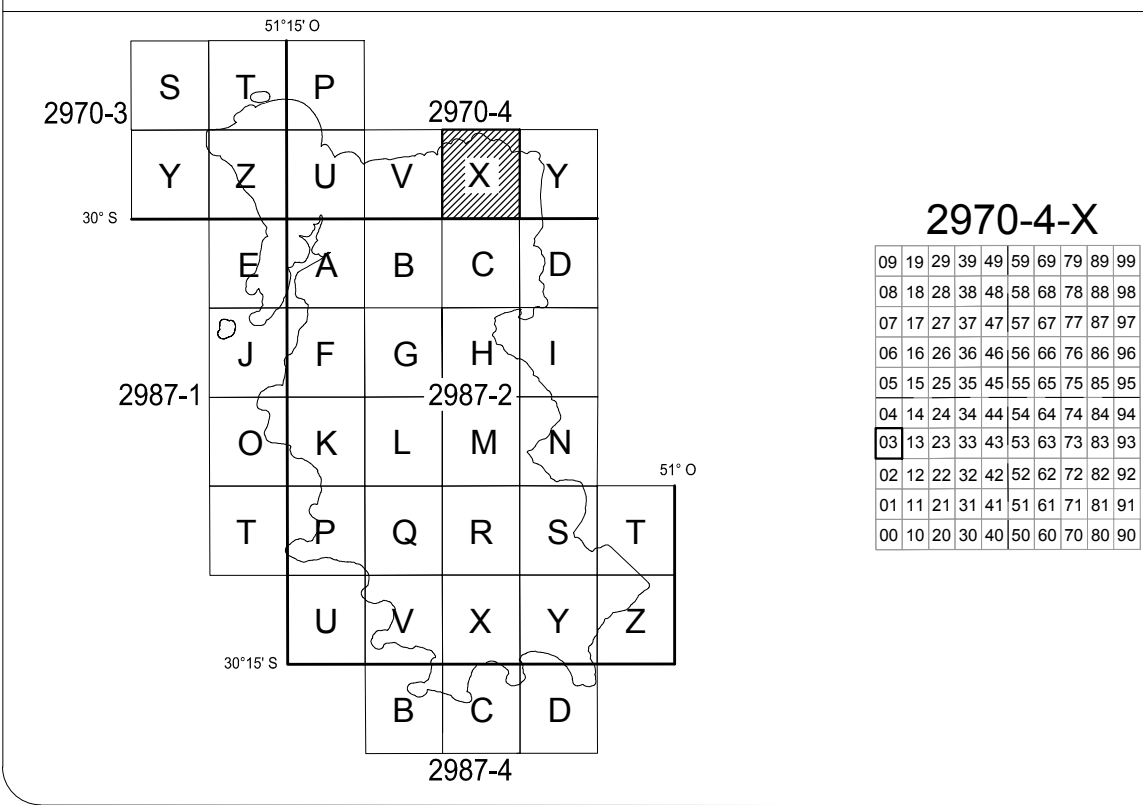 51°15' O
S T P
2970-3 2970-4
Y Z U V X Y
30° S
E A B C D
J F G H I
2987-1 2987-2
O K L M N
51° O
T P Q R S T
U V X Y Z
30°15' S
B C D
2987-4
2970-4-X
09 19 29 39 49 59 69 79 89 99
08 18 28 38 48 58 68 78 88 98
07 17 27 37 47 57 67 77 87 97
06 16 26 36 46 56 66 76 86 96
05 15 25 35 45 55 65 75 85 95
04 14 24 34 44 54 64 74 84 94
03 13 23 33 43 53 63 73 83 93
02 12 22 32 42 52 62 72 82 92
01 11 21 31 41 51 61 71 81 91
00 10 20 30 40 50 60 70 80 90